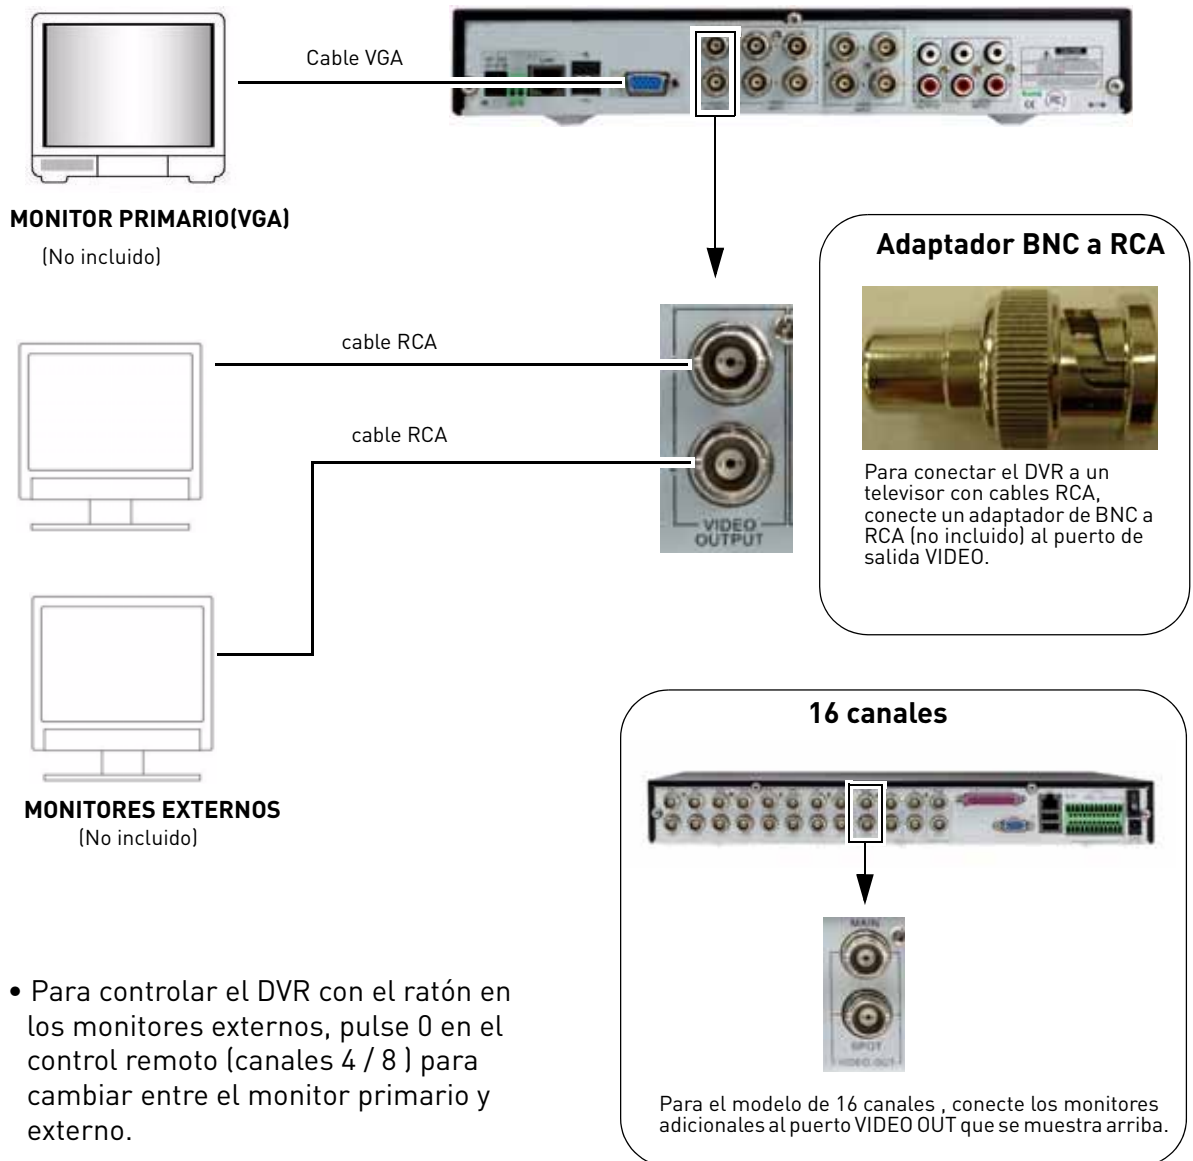 Cable VGA
MONITOR PRIMARIO(VGA)
(No incluido)
Adaptador BNC a RCA
cable RCA
cable RCA
VIDEO
OUTPUT
Para conectar el DVR a un
televisor con cables RCA,
conecte un adaptador de BNC a
RCA (no incluido) al puerto de
salida VIDEO.
MONITORES EXTERNOS
(No incluido)
16 canales
MAIN
SPOT
VIDEO OUT
Para el modelo de 16 canales , conecte los monitores
adicionales al puerto VIDEO OUT que se muestra arriba.
• Para controlar el DVR con el ratón en
los monitores externos, pulse 0 en el
control remoto (canales 4 / 8 ) para
cambiar entre el monitor primario y
externo.